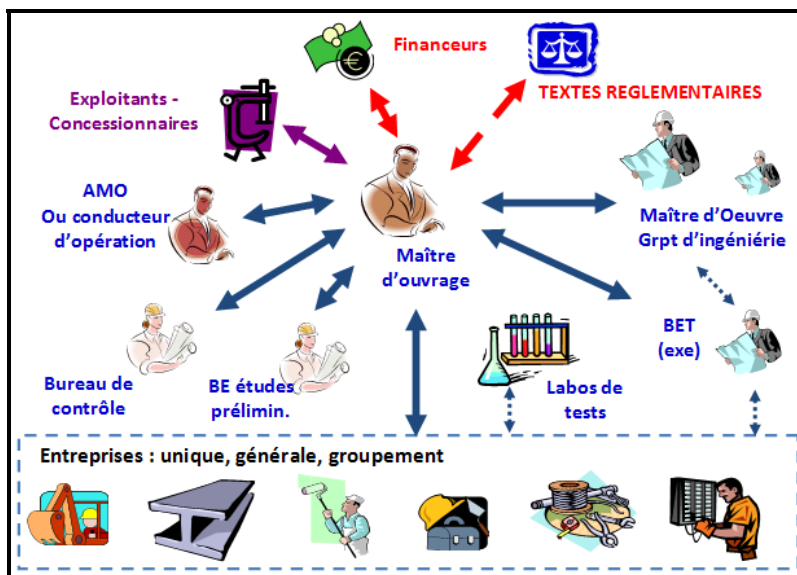 Financeurs
TEXTES REGLEMENTAIRES
Exploitants -
Concessionnaires
AMO
Ou conducteur
d'opération
Maître
d'ouvrage
Maître d'Oeuvre
Grpt d'ingéniérie
Bureau de
contrôle
BE études
prélimin.
Labos de
tests
BET
(exe)
Entreprises : unique, générale, groupement